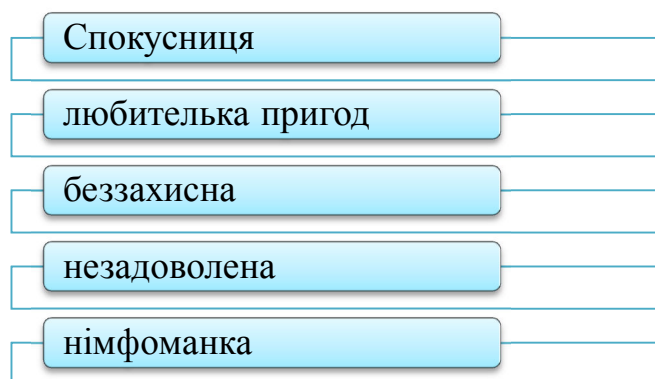 Спокусниця
любителька пригод
беззахисна
незадоволена
німфоманка